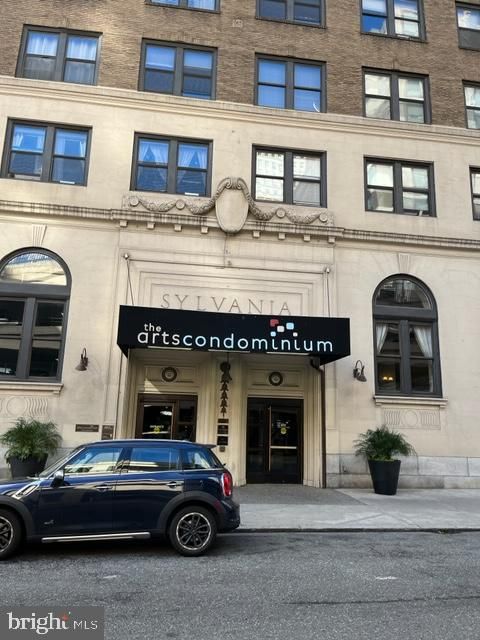 SYLVANIA
the
artscondominium
bright MLS